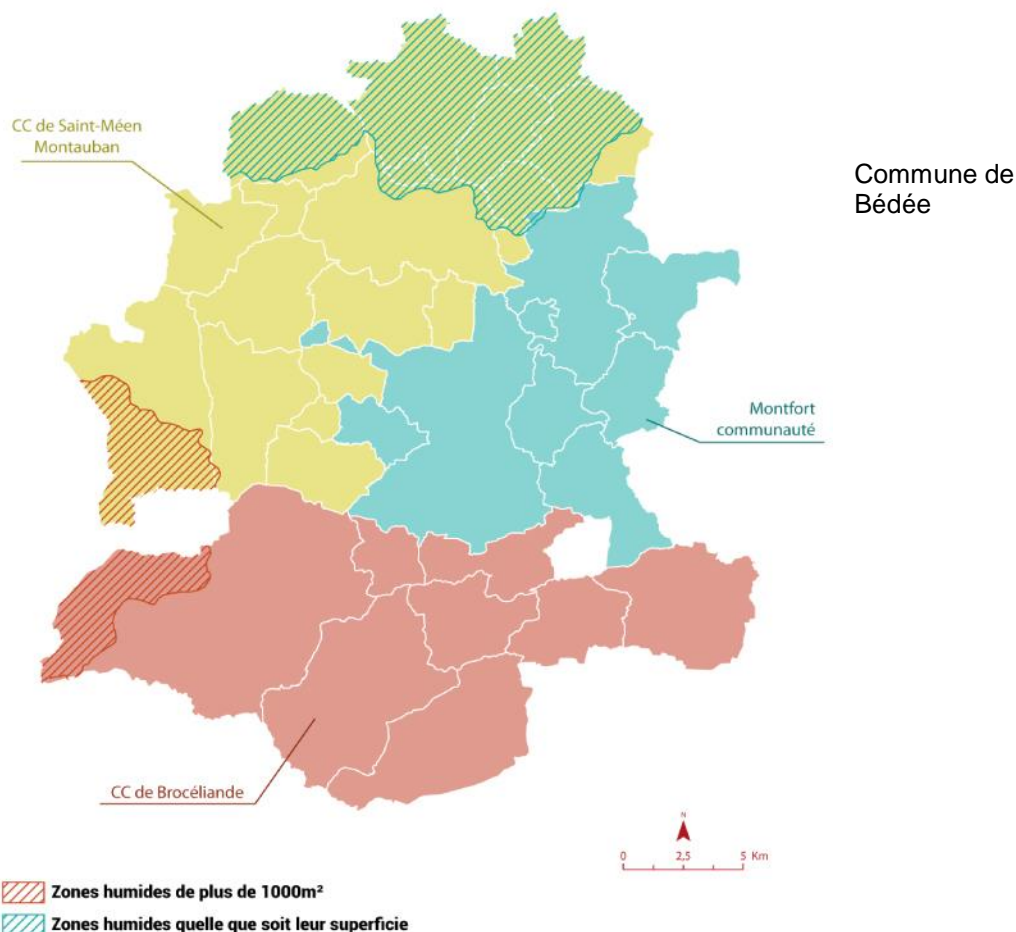 CC de Saint-Méen
Montauban
Commune de
Bédée
Montfort
communauté
CC de Brocéliande
N
0 2,5 5 Km
Zones humides de plus de 1000m²
Zones humides quelle que soit leur superficie